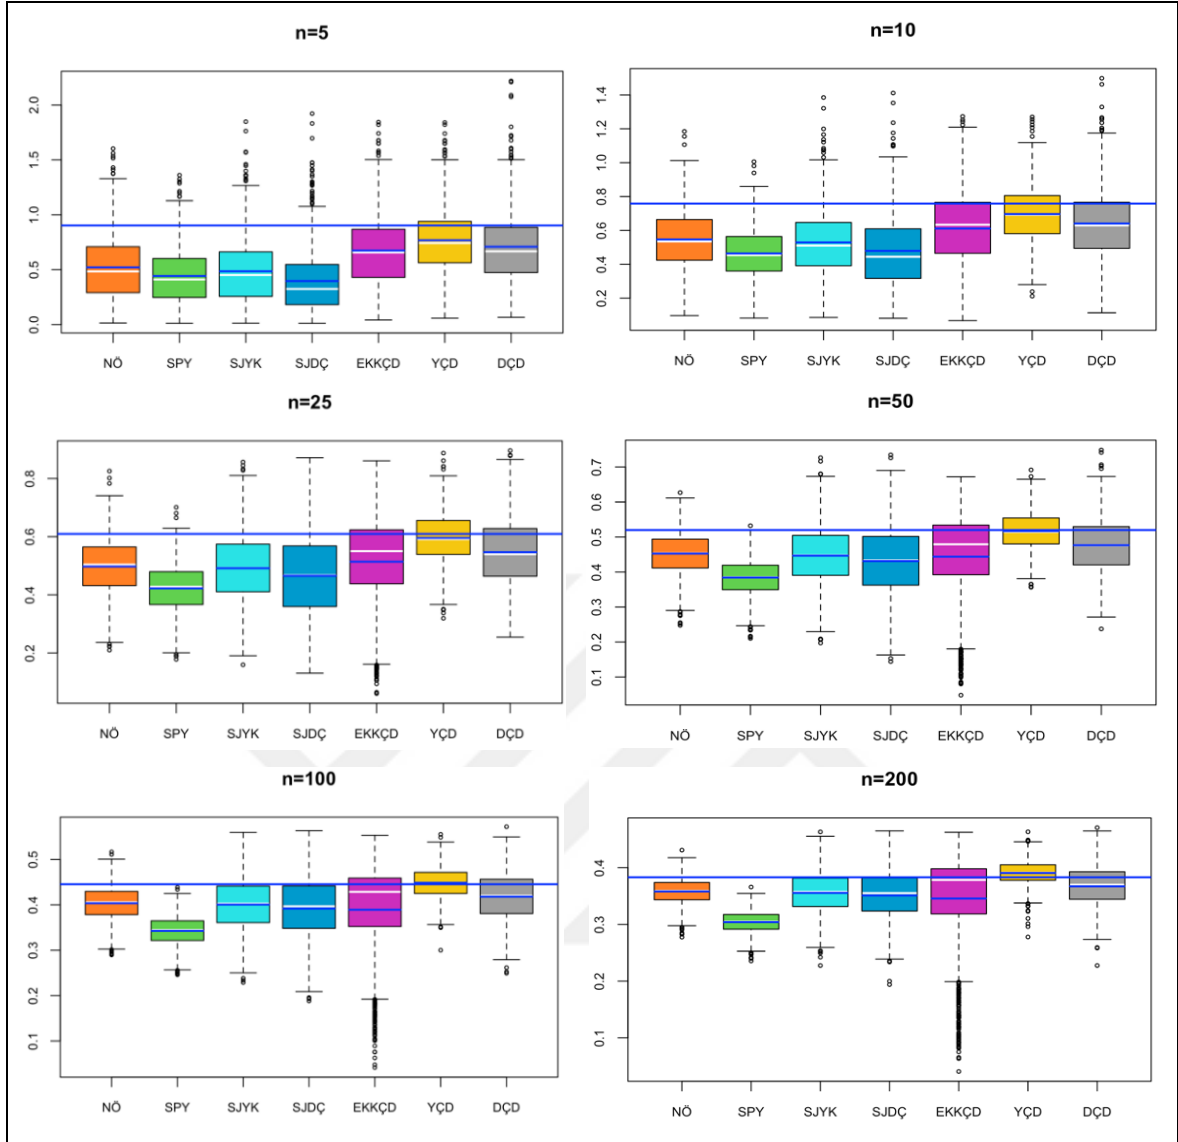 n=5
n=10
0.0 0.5 1.0 1.5 2.0
NÖ SPY SJYK SJDÇ EKKÇD YÇD DÇD
0.2 0.4 0.6 0.8 1.0 1.2 1.4
NÖ SPY SJYK SJDÇ EKKÇD YÇD DÇD
n=25
n=50
0.2 0.4 0.6 0.8
NÖ SPY SJYK SJDÇ EKKÇD YÇD DÇD
0.1 0.2 0.3 0.4 0.5 0.6 0.7
NÖ SPY SJYK SJDÇ EKKÇD YÇD DÇD
n=100
n=200
0.1 0.2 0.3 0.4 0.5
NÖ SPY SJYK SJDÇ EKKÇD YÇD DÇD
0.1 0.2 0.3 0.4
NÖ SPY SJYK SJDÇ EKKÇD YÇD DÇD